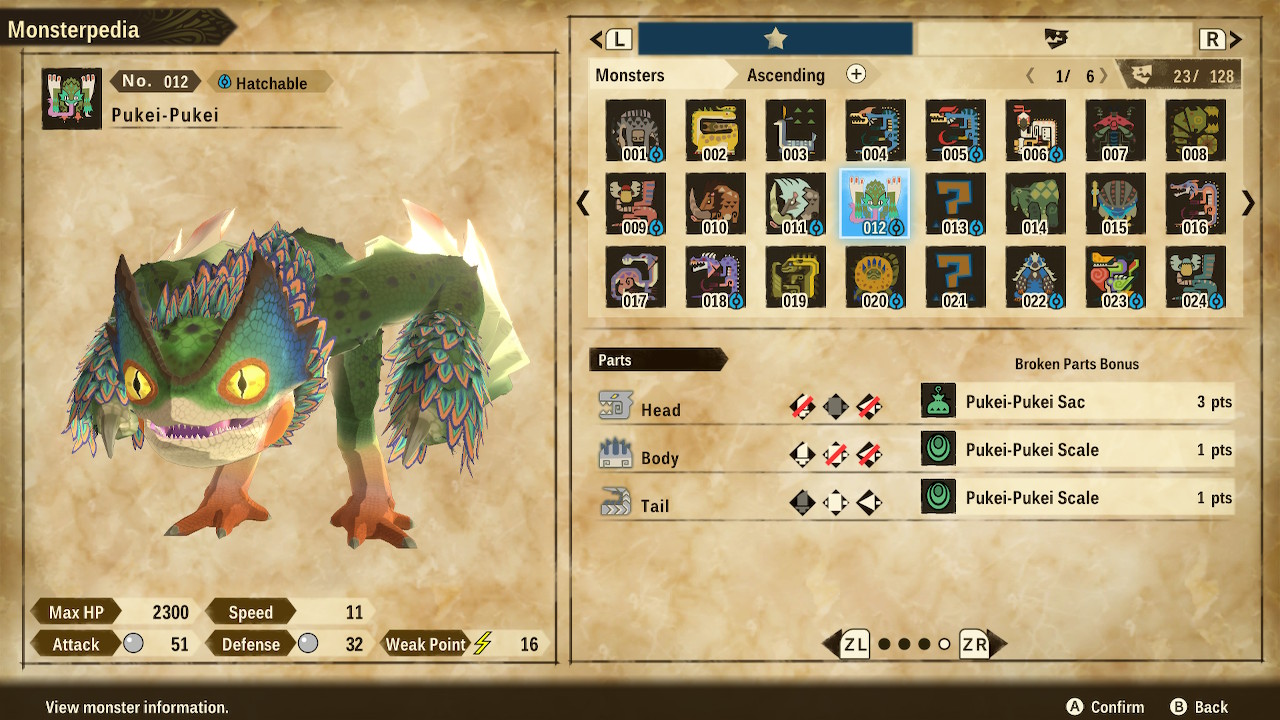 Monsterpedia
No. 012
Hatchable
Pukei-Pukei
Max HP 2300
Speed 11
Attack 51
Defense 32
Weak Point 16
L
R
Monsters
Ascending
1/ 6
23/ 128
001 002 003 004 005 006 007 008
009 010 011 012 013 014 015 016
017 018 019 020 021 022 023 024
Parts
Broken Parts Bonus
Head Pukei-Pukei Sac 3 pts
Body Pukei-Pukei Scale 1 pts
Tail Pukei-Pukei Scale 1 pts
ZL ZR
View monster information.
A Confirm B Back